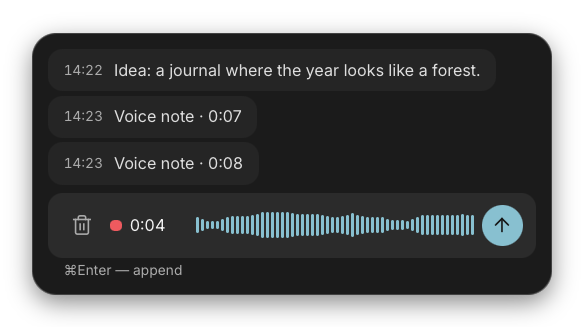 14:22 Idea: a journal where the year looks like a forest.
14:23 Voice note · 0:07
14:23 Voice note · 0:08
0:04
⌘Enter — append